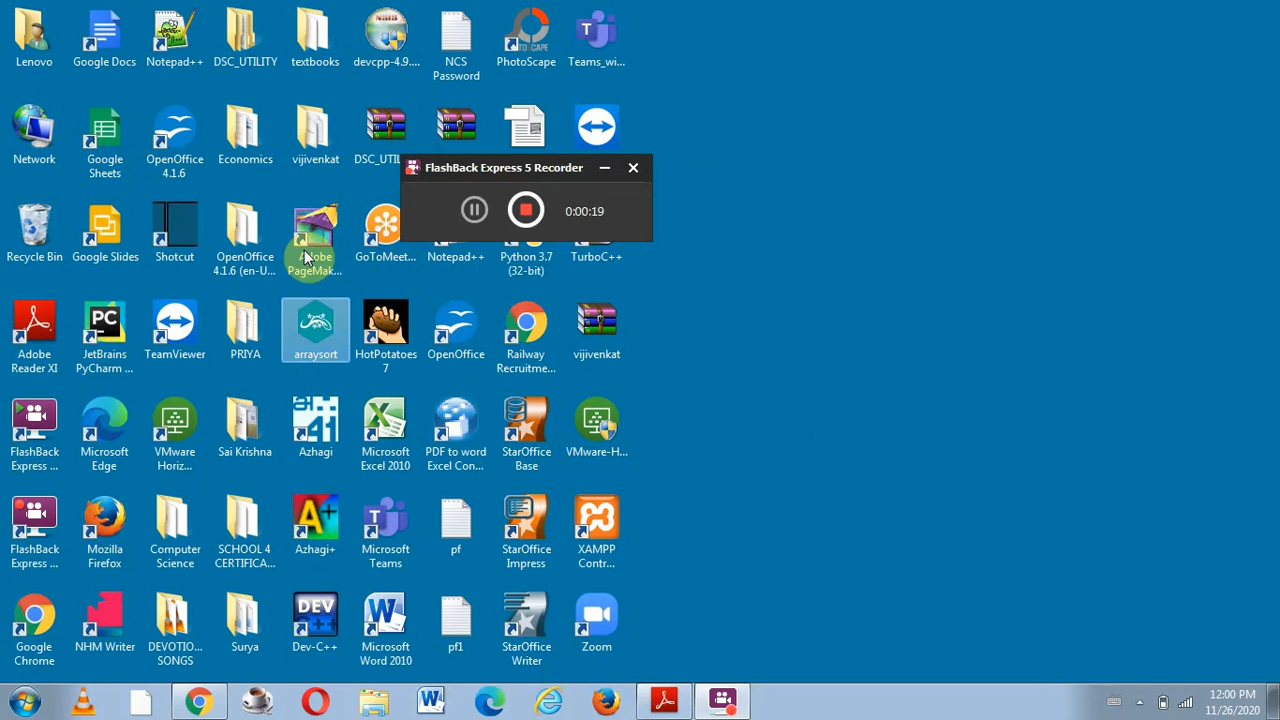 Lenovo
Google Docs
Notepad++
DSC_UTILITY
textbooks
devcpp-4.9....
NCS
Password
PhotoScape
Teams_wi...
Network
Google
Sheets
OpenOffice
4.1.6
Economics
vijivenkat
DSC_UTIL
FlashBack Express 5 Recorder
0:00:19
Recycle Bin
Google Slides
Shotcut
OpenOffice
4.1.6 (en-U...
Adobe
PageMak...
GoToMeet...
Notepad++
Python 3.7
(32-bit)
TurboC++
Adobe
Reader XI
PC
JetBrains
PyCharm ...
TeamViewer
PRIYA
arraysort
HotPotatoes
7
OpenOffice
Railway
Recruitme...
vijivenkat
FlashBack
Express ...
Microsoft
Edge
VMware
Horiz...
Sai Krishna
Azhagi
Microsoft
Excel 2010
PDF to word
Excel Con...
StarOffice
Base
VMware-H...
FlashBack
Express ...
Mozilla
Firefox
Computer
Science
SCHOOL 4
CERTIFICA...
A+
Azhagi+
Microsoft
Teams
pf
StarOffice
Impress
XAMPP
Contr...
Google
Chrome
NHM Writer
DEVOTIO...
SONGS
Surya
DEV
Dev-C++
Microsoft
Word 2010
pf1
StarOffice
Writer
Zoom
12:00 PM
11/26/2020